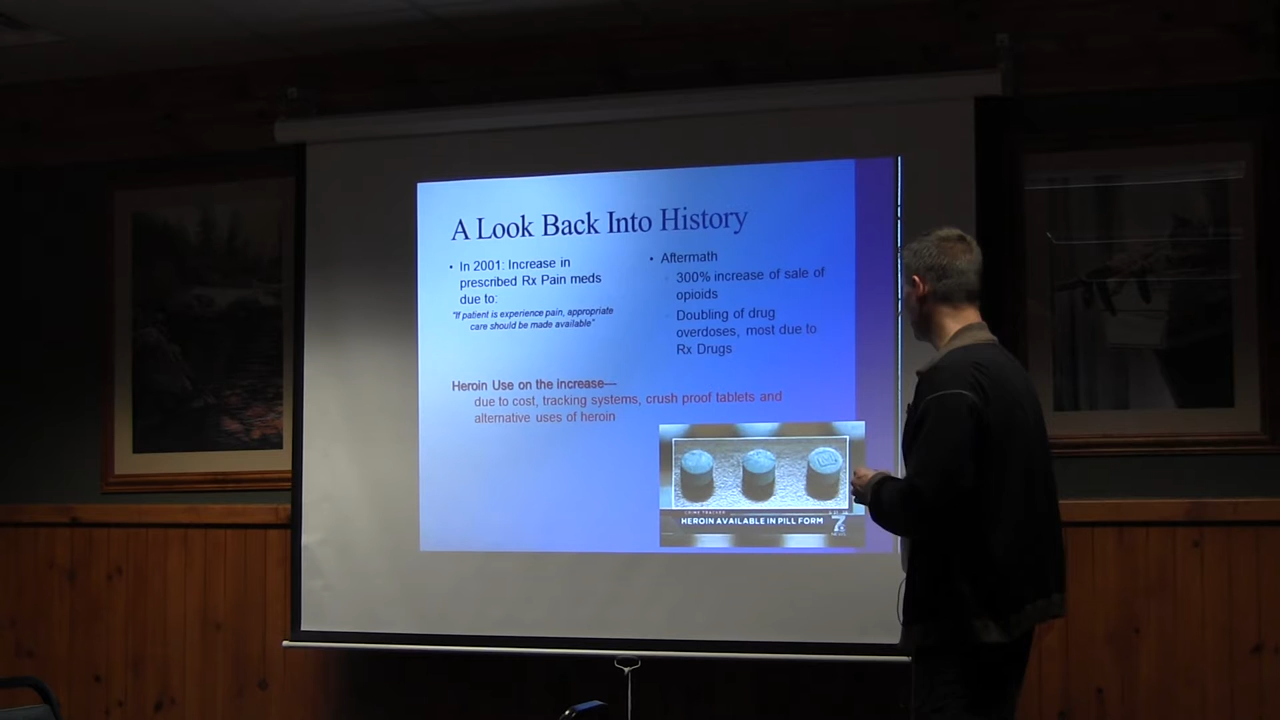 A Look Back Into History
• In 2001: Increase in
prescribed Rx Pain meds
due to:
"If patient is experience pain, appropriate
care should be made available"
• Aftermath
300% increase of sale of
opioids
Doubling of drug
overdoses, most due to
Rx Drugs
Heroin Use on the increase—
due to cost, tracking systems, crush proof tablets and
alternative uses of heroin
CRIME TRACKER
HEROIN AVAILABLE IN PILL FORM
7